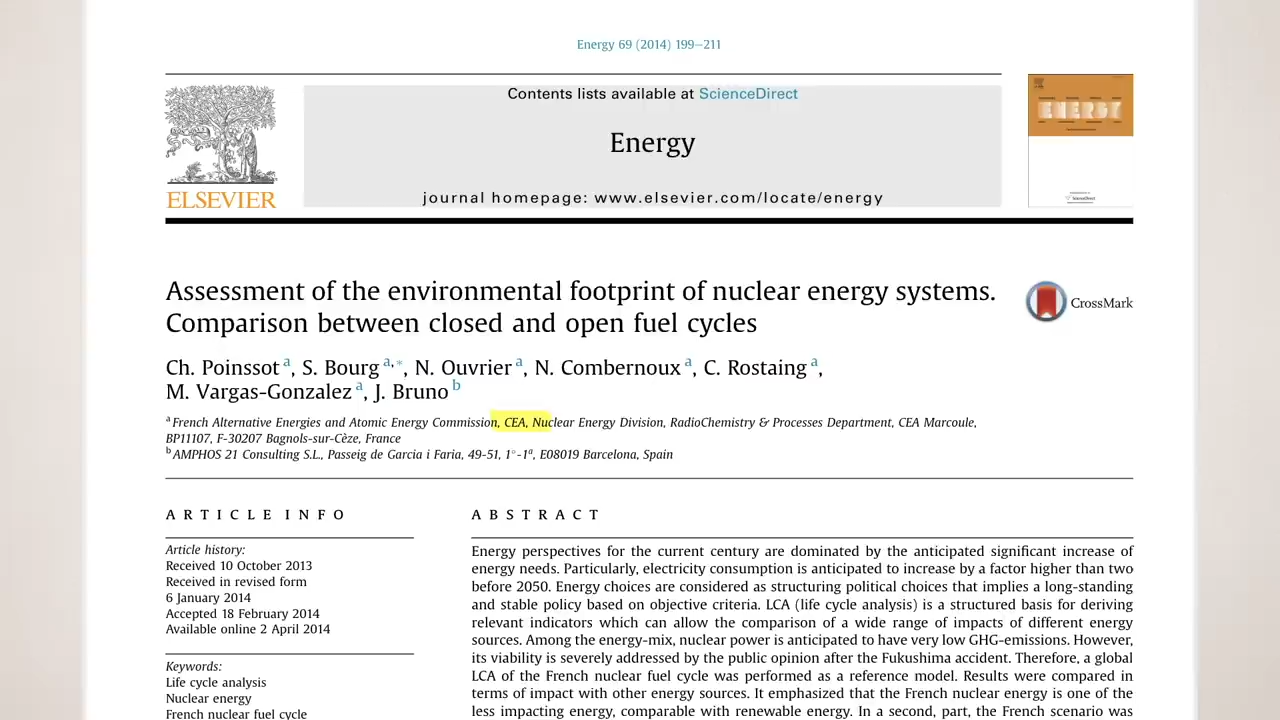 Energy 69 (2014) 199–211
Contents lists available at ScienceDirect
Energy
journal homepage: www.elsevier.com/locate/energy
ELSEVIER
ENERGY
ScienceDirect
Assessment of the environmental footprint of nuclear energy systems.
Comparison between closed and open fuel cycles
CrossMark
Ch. Poinssot a, S. Bourg a,*, N. Ouvrier a, N. Combernoux a, C. Rostaing a,
M. Vargas-Gonzalez a, J. Bruno b
a French Alternative Energies and Atomic Energy Commission, CEA, Nuclear Energy Division, RadioChemistry & Processes Department, CEA Marcoule,
BP11107, F-30207 Bagnols-sur-Cèze, France
b AMPHOS 21 Consulting S.L., Passeig de Garcia i Faria, 49-51, 1°-1a, E08019 Barcelona, Spain
ARTICLE INFO
Article history:
Received 10 October 2013
Received in revised form
6 January 2014
Accepted 18 February 2014
Available online 2 April 2014
Keywords:
Life cycle analysis
Nuclear energy
French nuclear fuel cycle
ABSTRACT
Energy perspectives for the current century are dominated by the anticipated significant increase of
energy needs. Particularly, electricity consumption is anticipated to increase by a factor higher than two
before 2050. Energy choices are considered as structuring political choices that implies a long-standing
and stable policy based on objective criteria. LCA (life cycle analysis) is a structured basis for deriving
relevant indicators which can allow the comparison of a wide range of impacts of different energy
sources. Among the energy-mix, nuclear power is anticipated to have very low GHG-emissions. However,
its viability is severely addressed by the public opinion after the Fukushima accident. Therefore, a global
LCA of the French nuclear fuel cycle was performed as a reference model. Results were compared in
terms of impact with other energy sources. It emphasized that the French nuclear energy is one of the
less impacting energy, comparable with renewable energy. In a second, part, the French scenario was